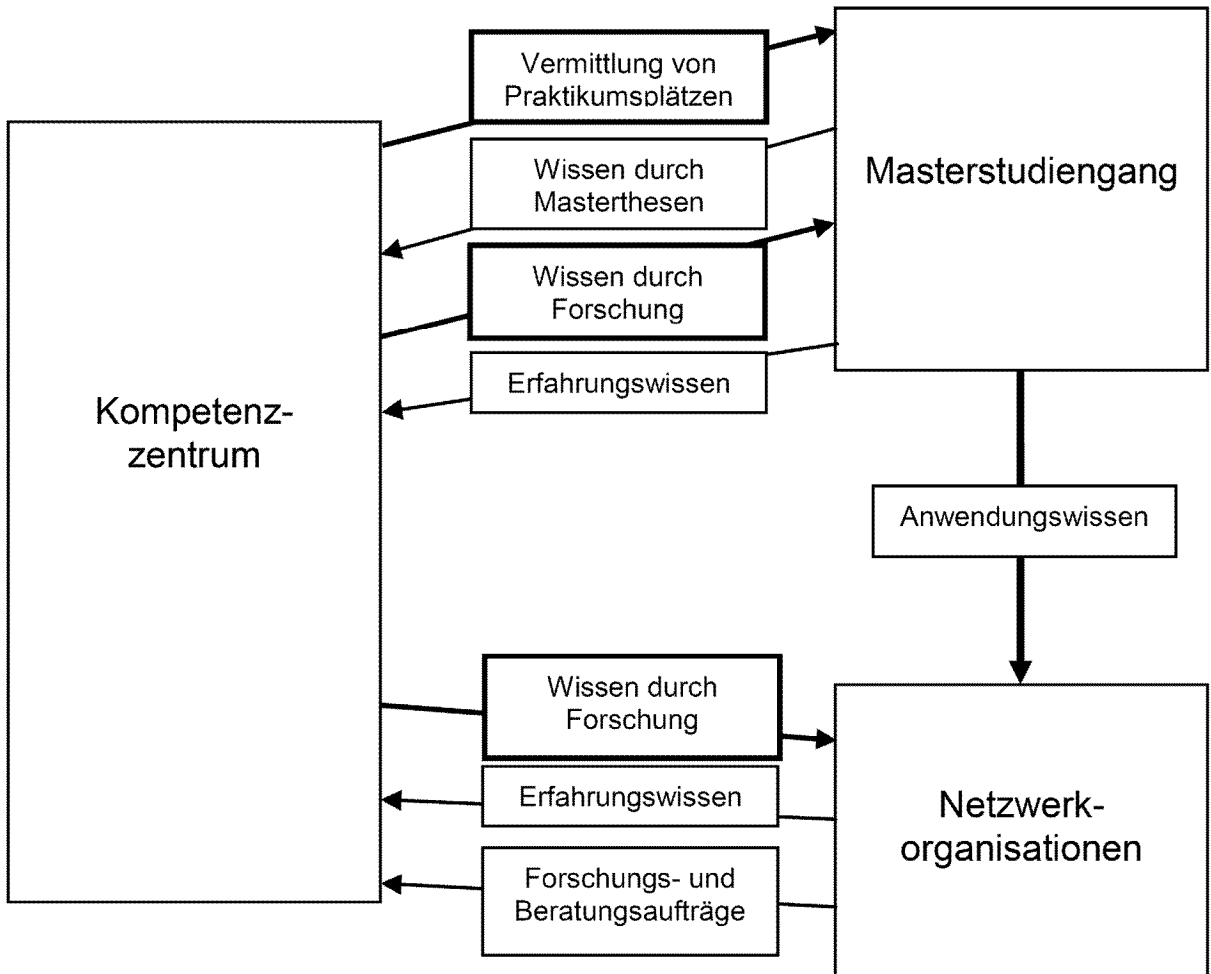 Vermittlung von
Praktikumsplätzen
Wissen durch
Masterthesen
Masterstudiengang
Wissen durch
Forschung
Erfahrungswissen
Kompetenz-
zentrum
Anwendungswissen
Wissen durch
Forschung
Erfahrungswissen
Netzwerk-
organisationen
Forschungs- und
Beratungsaufträge